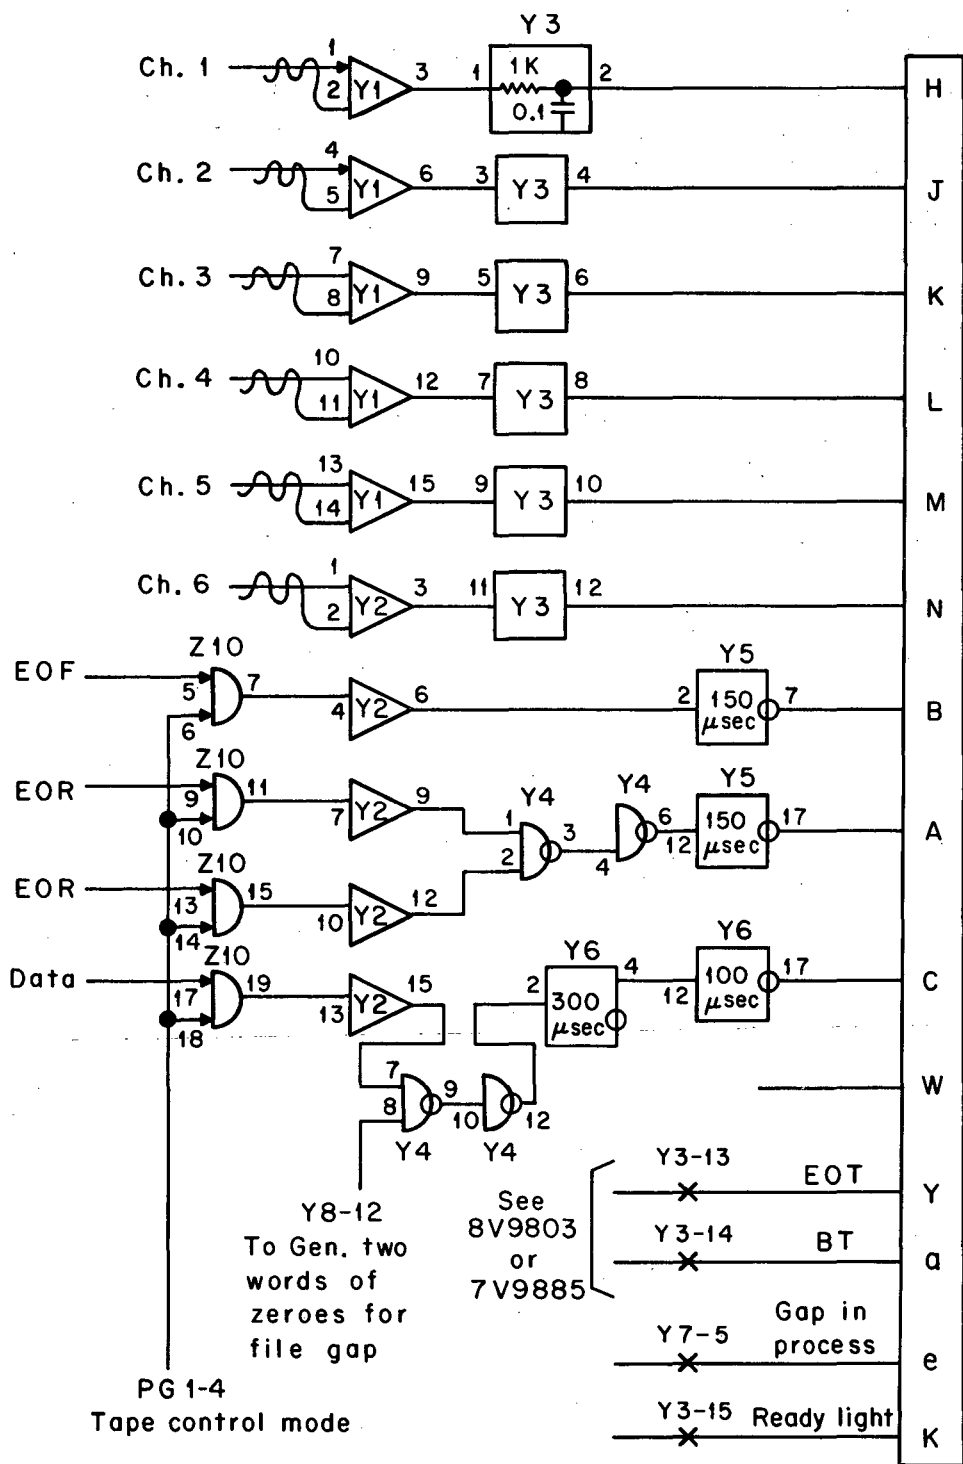 Y 3
Ch. 1 1 2 Y1 3 1 1K 0.1 2 H
Ch. 2 4 5 Y1 6 3 Y 3 4 J
Ch. 3 7 8 Y1 9 5 Y 3 6 K
Ch. 4 10 11 Y1 12 7 Y 3 8 L
Ch. 5 13 14 Y1 15 9 Y 3 10 M
Ch. 6 1 2 Y2 3 11 Y 3 12 N
Z10 Y5
EOF 5 6 7 4 Y2 6 2 150 μsec 7 B
Z10 Y4 Y4 Y5
EOR 9 10 11 7 Y2 9 1 2 3 4 6 12 150 μsec 17 A
Z10
EOR 13 14 15 10 Y2 12
Z10 Y6 Y6
Data 17 18 19 13 Y2 15 2 300 μsec 4 12 100 μsec 17 C
7 8 9 10 12
Y4 Y4
W
Y8-12
To Gen. two
words of
zeroes for
file gap
See
8V9803
or
7V9885
Y3-13 EOT Y
Y3-14 BT a
Gap in
process
Y7-5 e
Y3-15 Ready light K
PG 1-4
Tape control mode